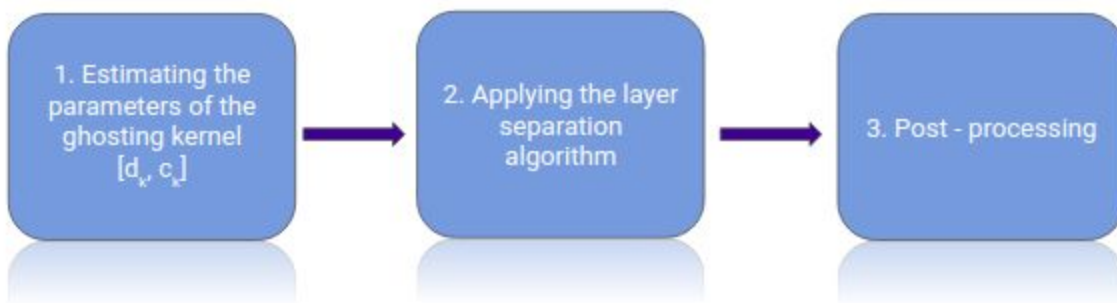 1. Estimating the
parameters of the
ghosting kernel
[dₖ, cₖ]
2. Applying the layer
separation
algorithm
3. Post - processing